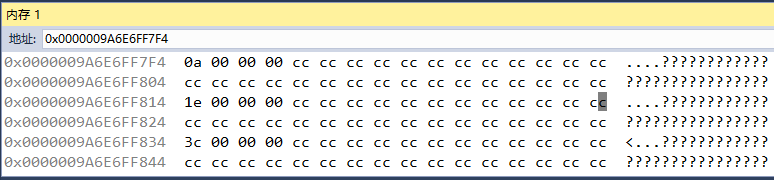 内存 1
地址: 0x0000009A6E6FF7F4
0x0000009A6E6FF7F4 0a 00 00 00 cc cc cc cc cc cc cc cc cc cc cc cc ....????????????
0x0000009A6E6FF804 cc cc cc cc cc cc cc cc cc cc cc cc cc cc cc cc ????????????????
0x0000009A6E6FF814 1e 00 00 00 cc cc cc cc cc cc cc cc cc cc cc cc ....????????????
0x0000009A6E6FF824 cc cc cc cc cc cc cc cc cc cc cc cc cc cc cc cc ????????????????
0x0000009A6E6FF834 3c 00 00 00 cc cc cc cc cc cc cc cc cc cc cc cc <...????????????
0x0000009A6E6FF844 cc cc cc cc cc cc cc cc cc cc cc cc cc cc cc cc ????????????????